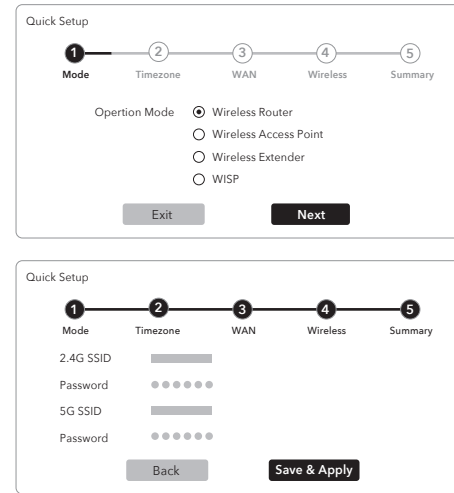 Quick Setup
1 2 3 4 5
Mode Timezone WAN Wireless Summary
Opertion Mode Wireless Router
Wireless Access Point
Wireless Extender
WISP
Exit Next
Quick Setup
1 2 3 4 5
Mode Timezone WAN Wireless Summary
2.4G SSID
Password
5G SSID
Password
Back Save & Apply